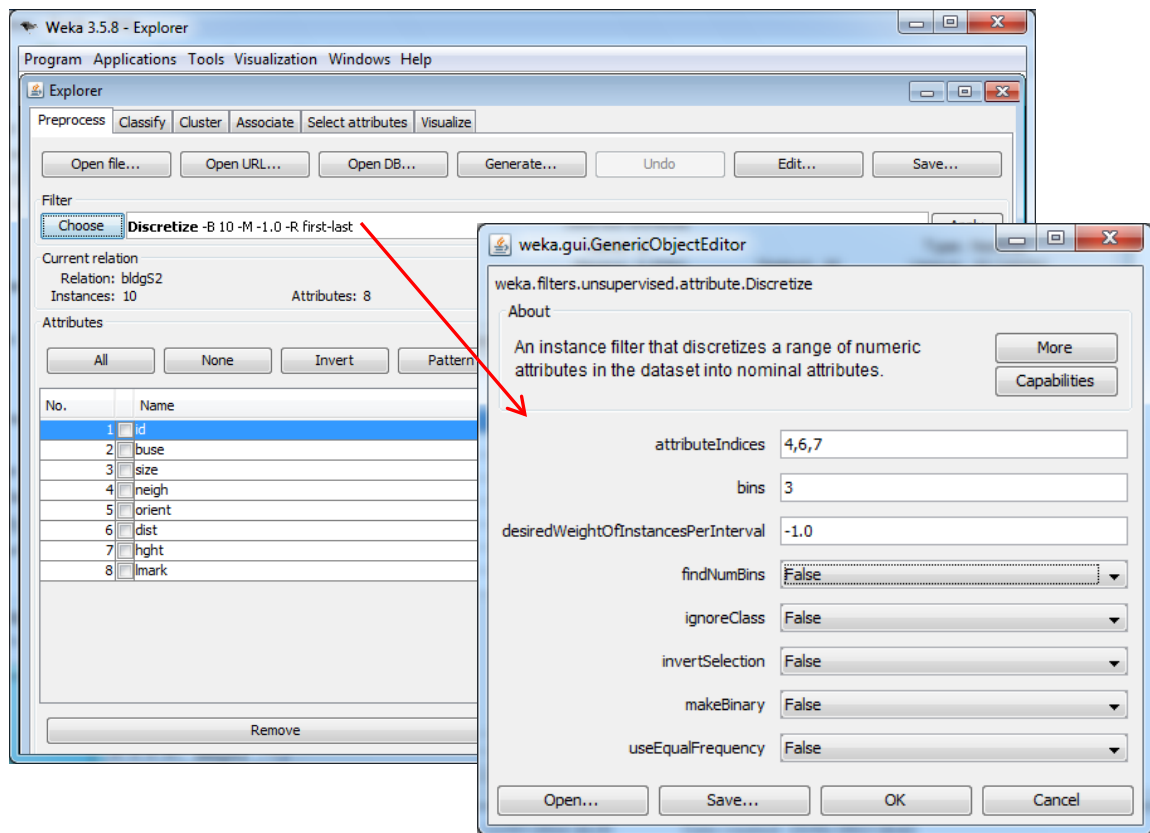 Weka 3.5.8 - Explorer
Program Applications Tools Visualization Windows Help
Explorer
Preprocess Classify Cluster Associate Select attributes Visualize
Open file... Open URL... Open DB... Generate... Undo Edit... Save...
Filter
Choose Discretize -B 10 -M -1.0 -R first-last
Current relation
Relation: bldgS2
Instances: 10 Attributes: 8
Attributes
All None Invert Pattern
No. Name
1 id
2 buse
3 size
4 neigh
5 orient
6 dist
7 hght
8 lmark
Remove
weka.gui.GenericObjectEditor
weka.filters.unsupervised.attribute.Discretize
About
An instance filter that discretizes a range of numeric
attributes in the dataset into nominal attributes.
More
Capabilities
attributeIndices 4,6,7
bins 3
desiredWeightOfInstancesPerInterval -1.0
findNumBins False
ignoreClass False
invertSelection False
makeBinary False
useEqualFrequency False
Open... Save... OK Cancel